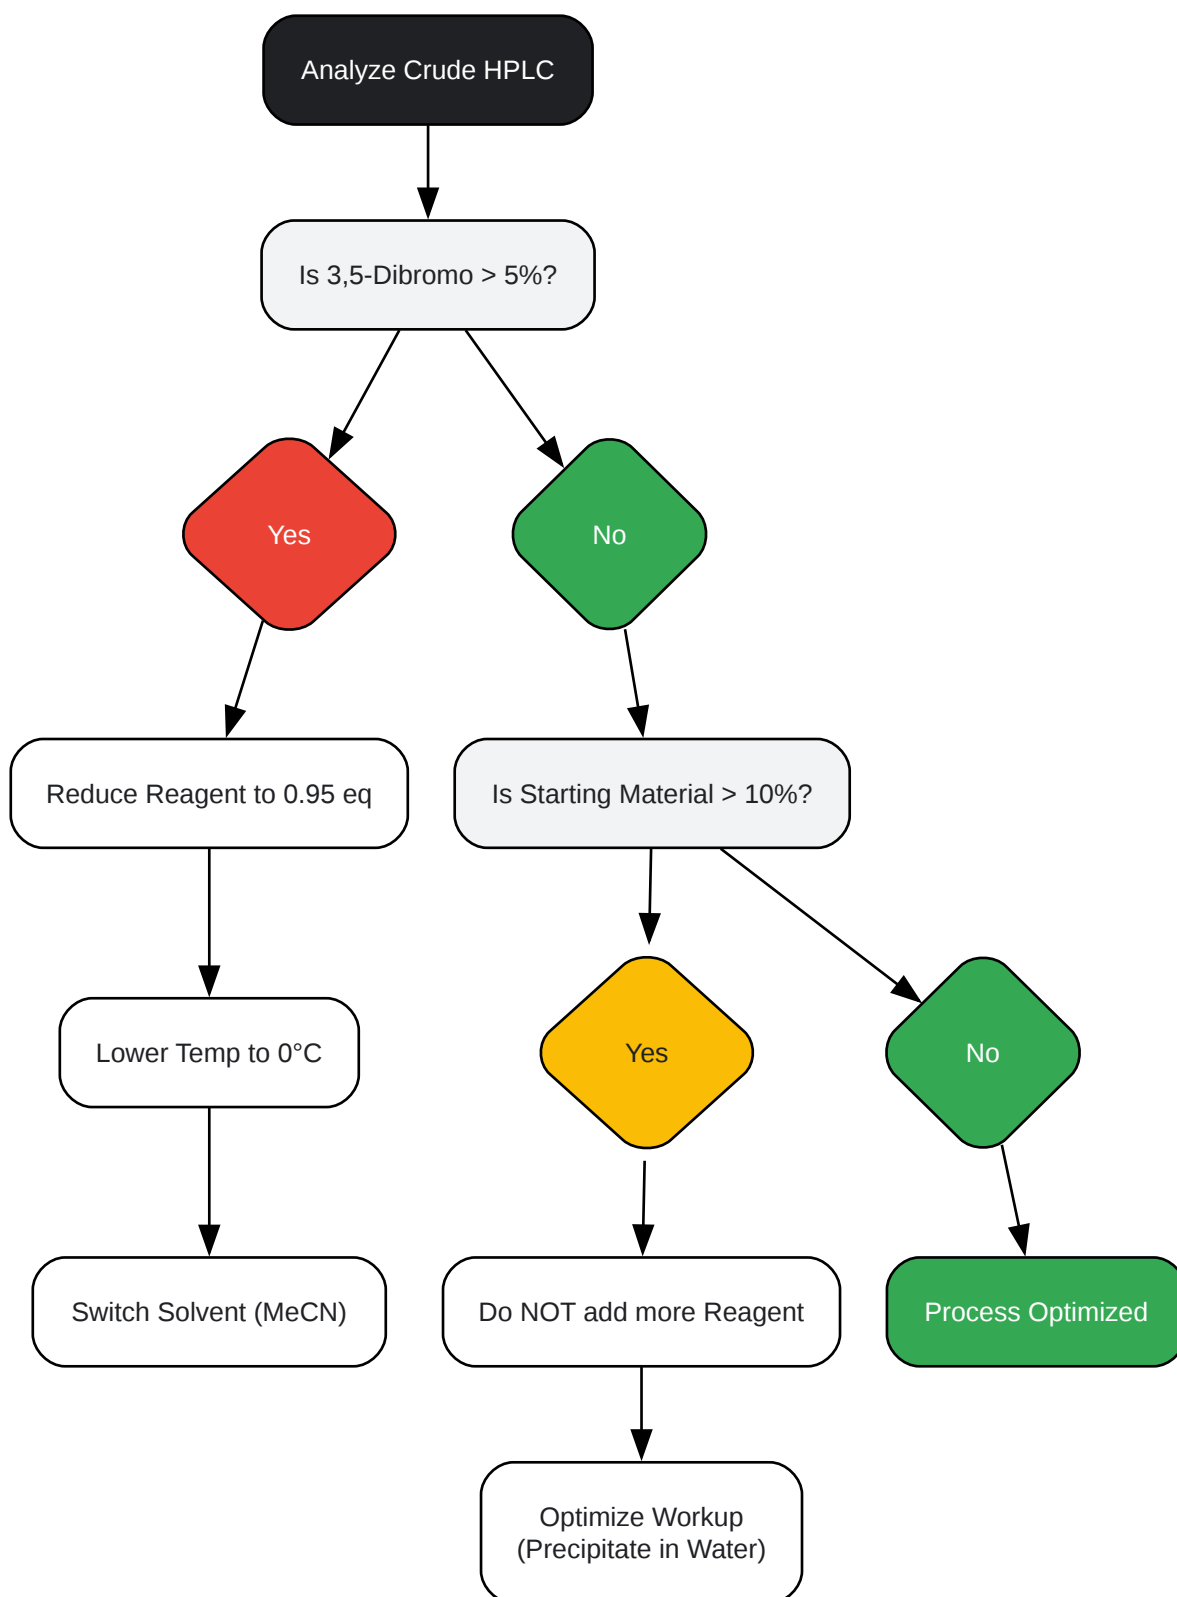 Analyze Crude HPLC
Is 3,5-Dibromo > 5%?
Yes
No
Reduce Reagent to 0.95 eq
Is Starting Material > 10%?
Lower Temp to 0°C
Yes
No
Switch Solvent (MeCN)
Do NOT add more Reagent
Process Optimized
Optimize Workup
(Precipitate in Water)